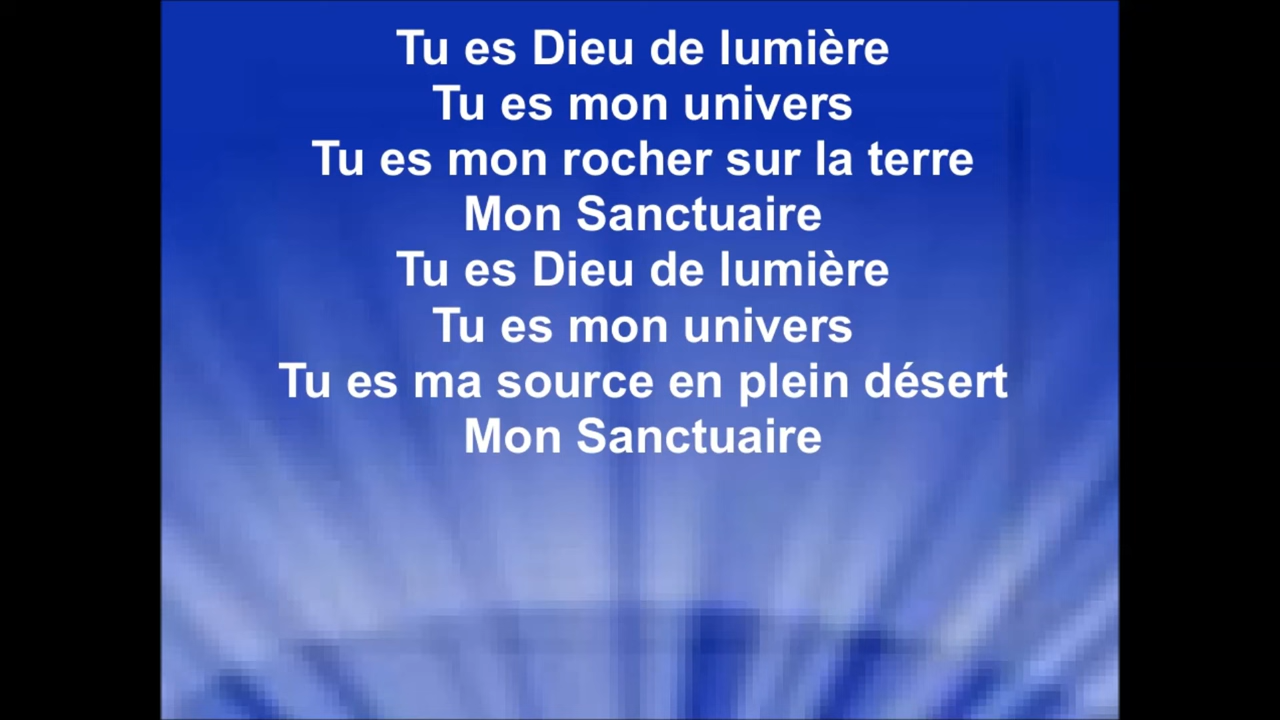 Tu es Dieu de lumière
Tu es mon univers
Tu es mon rocher sur la terre
Mon Sanctuaire
Tu es Dieu de lumière
Tu es mon univers
Tu es ma source en plein désert
Mon Sanctuaire